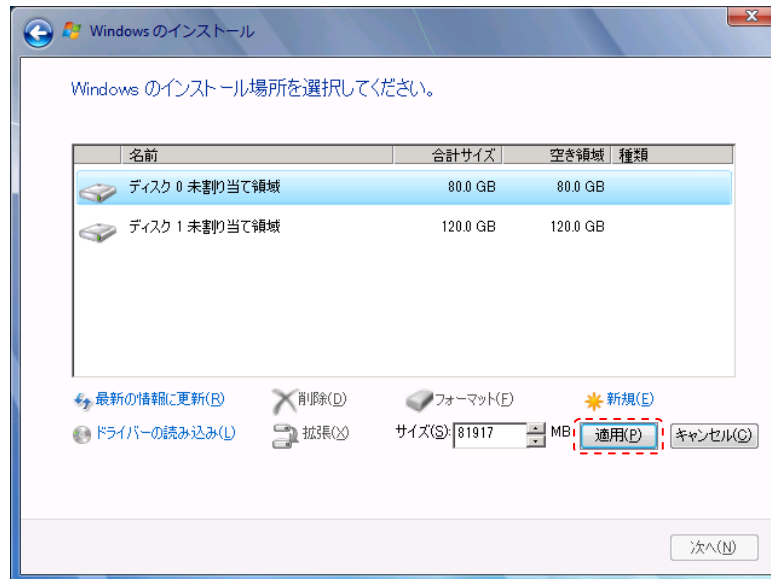 Windows のインストール
Windows のインストール場所を選択してください。
名前 合計サイズ 空き領域 種類
ディスク 0 未割り当て領域 80.0 GB 80.0 GB
ディスク 1 未割り当て領域 120.0 GB 120.0 GB
最新の情報に更新(R) 削除(D) フォーマット(F) 新規(E)
ドライバーの読み込み(L) 拡張(X) サイズ(S): 81917 MB 適用(P) キャンセル(C)
次へ(N)